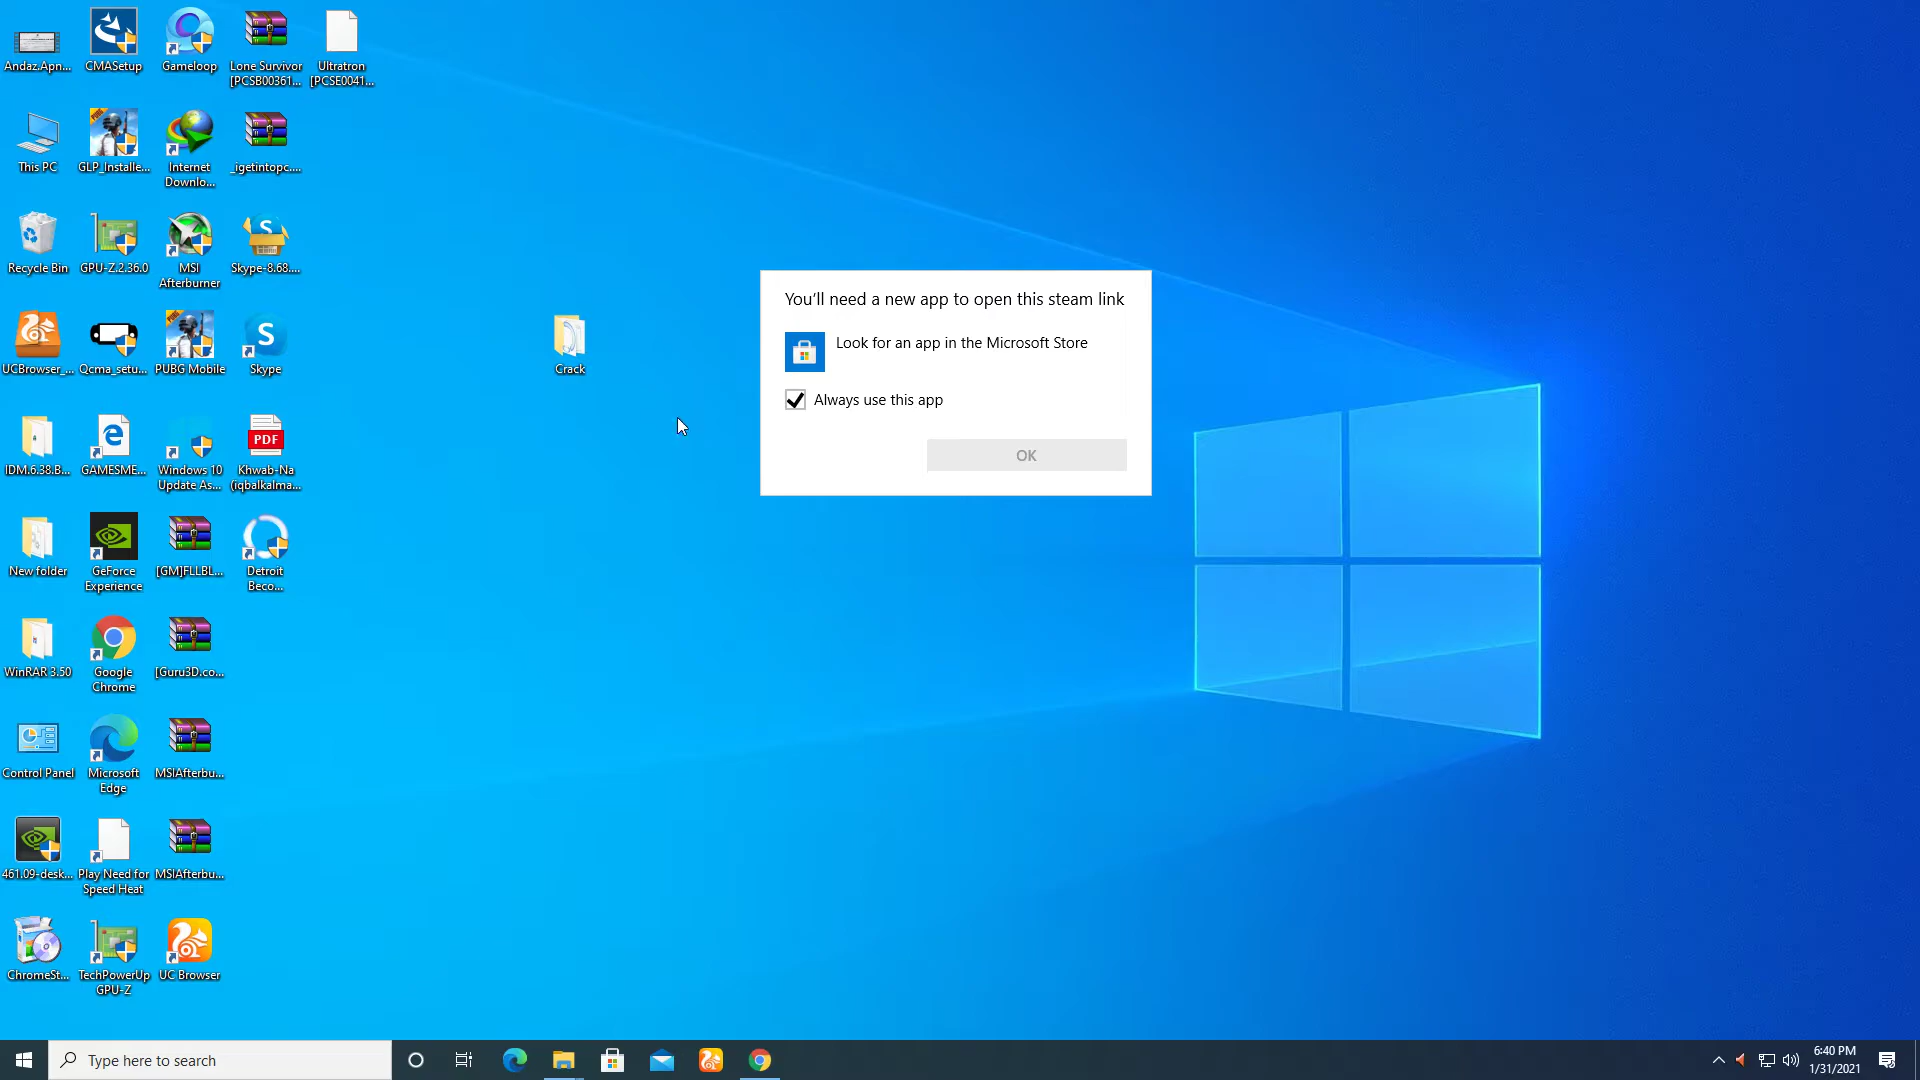 Andaz.Apn...
CMASetup
Gameloop
Lone Survivor
[PCSB00361...
Ultratron
[PCSE0041...
This PC
GLP_Installe...
Internet
Downlo...
_igetintopc....
Recycle Bin
GPU-Z.2.36.0
MSI
Afterburner
Skype-8.68....
UCBrowser_...
Qcma_setu...
PUBG Mobile
Skype
Crack
IDM.6.38.B...
GAMESME...
Windows 10
Update As...
PDF
Khwab-Na
(iqbalkalma...
New folder
GeForce
Experience
[GM]FLLBL...
Detroit
Beco...
WinRAR 3.50
Google
Chrome
[Guru3D.co...
Control Panel
Microsoft
Edge
MSIAfterbu...
461.09-desk...
Play Need for
Speed Heat
MSIAfterbu...
ChromeSt...
TechPowerUp
GPU-Z
UC Browser
You'll need a new app to open this steam link
Look for an app in the Microsoft Store
Always use this app
OK
Type here to search
6:40 PM
1/31/2021